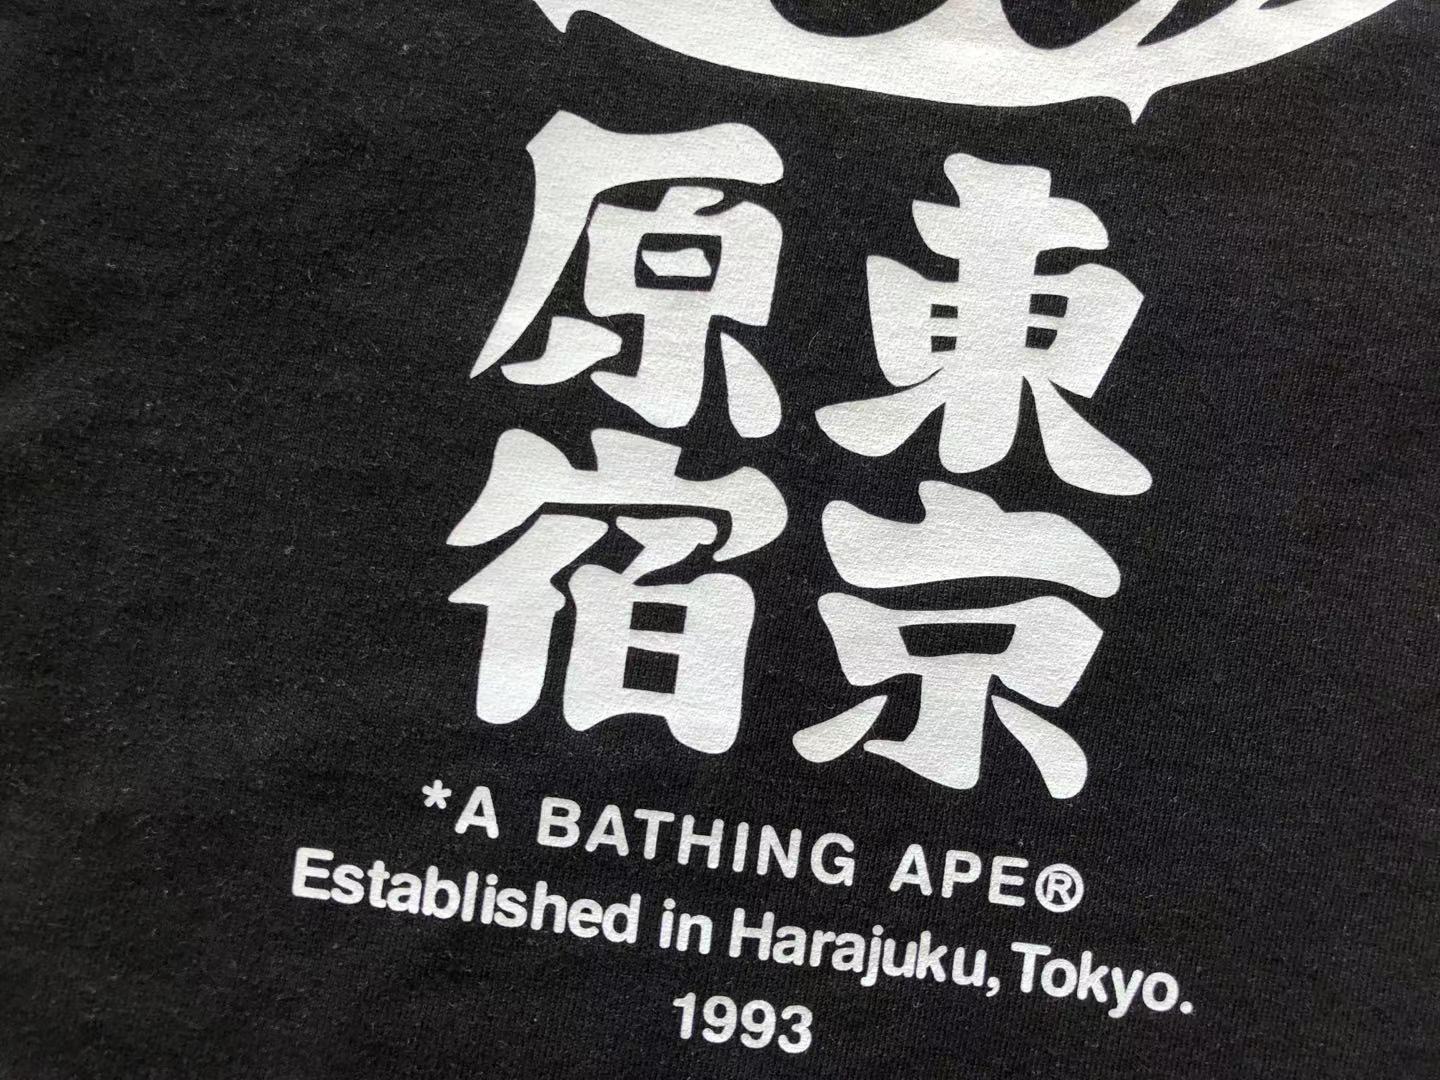 東京
原宿
*A BATHING APE®
Established in Harajuku, Tokyo.
1993